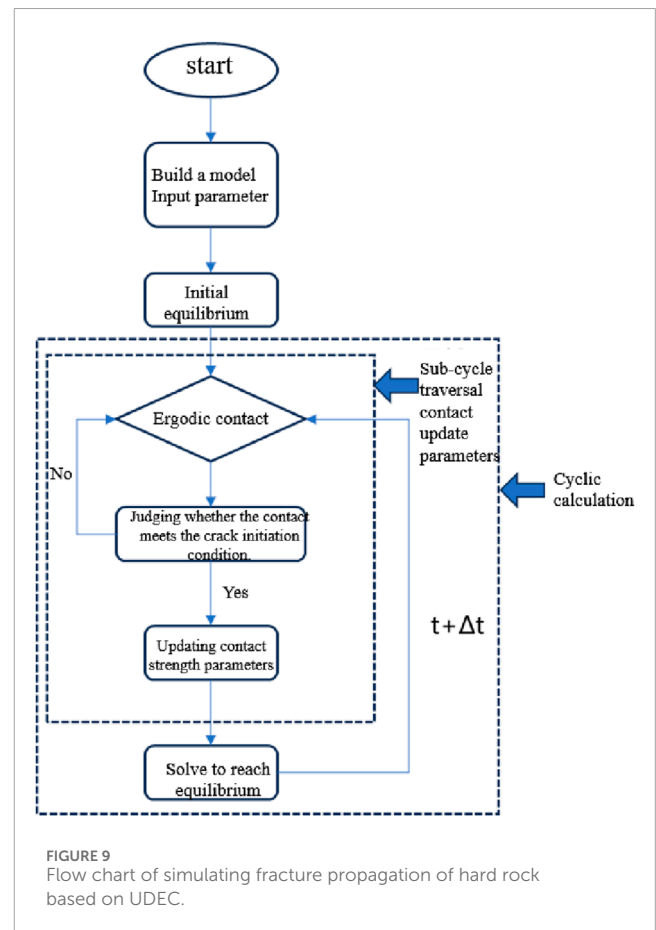 start
Build a model
Input parameter
Initial
equilibrium
Ergodic contact
Sub-cycle
traversal
contact
update
parameters
Cyclic
calculation
No
Judging whether the contact
meets the crack initiation
condition.
Yes
t+Δt
Updating contact
strength parameters
Solve to reach
equilibrium
FIGURE 9
Flow chart of simulating fracture propagation of hard rock
based on UDEC.